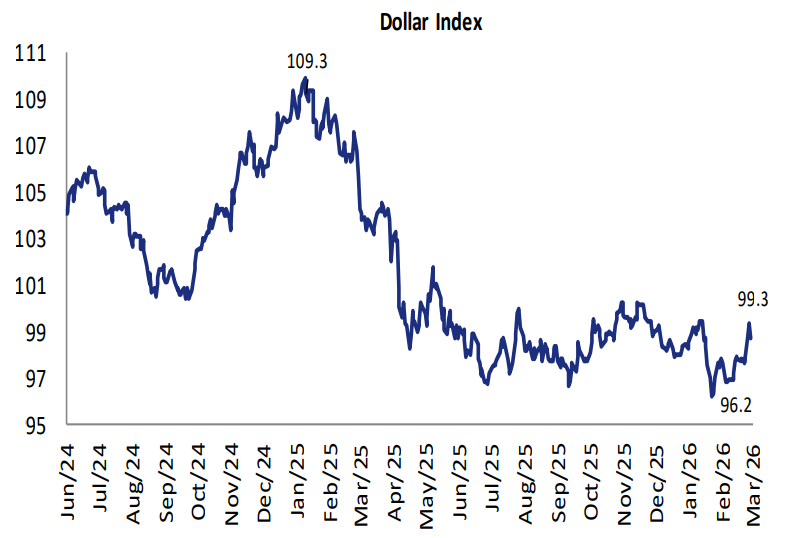 Dollar Index
111
109
107
105
103
101
99
97
95
109.3
99.3
96.2
Jun/24
Jul/24
Aug/24
Sep/24
Oct/24
Nov/24
Dec/24
Jan/25
Feb/25
Mar/25
Apr/25
May/25
Jun/25
Jul/25
Aug/25
Sep/25
Oct/25
Nov/25
Dec/25
Jan/26
Feb/26
Mar/26